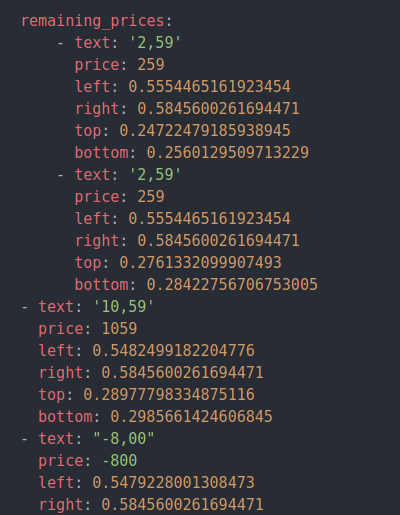 remaining_prices:
    - text: '2,59'
      price: 259
      left: 0.5554465161923454
      right: 0.5845600261694471
      top: 0.24722479185938945
      bottom: 0.2560129509713229
    - text: '2,59'
      price: 259
      left: 0.5554465161923454
      right: 0.5845600261694471
      top: 0.2761332099907493
      bottom: 0.28422756706753005
- text: '10,59'
  price: 1059
  left: 0.5482499182204776
  right: 0.5845600261694471
  top: 0.28977798334875116
  bottom: 0.2985661424606845
- text: "-8,00"
  price: -800
  left: 0.5479228001308473
  right: 0.5845600261694471